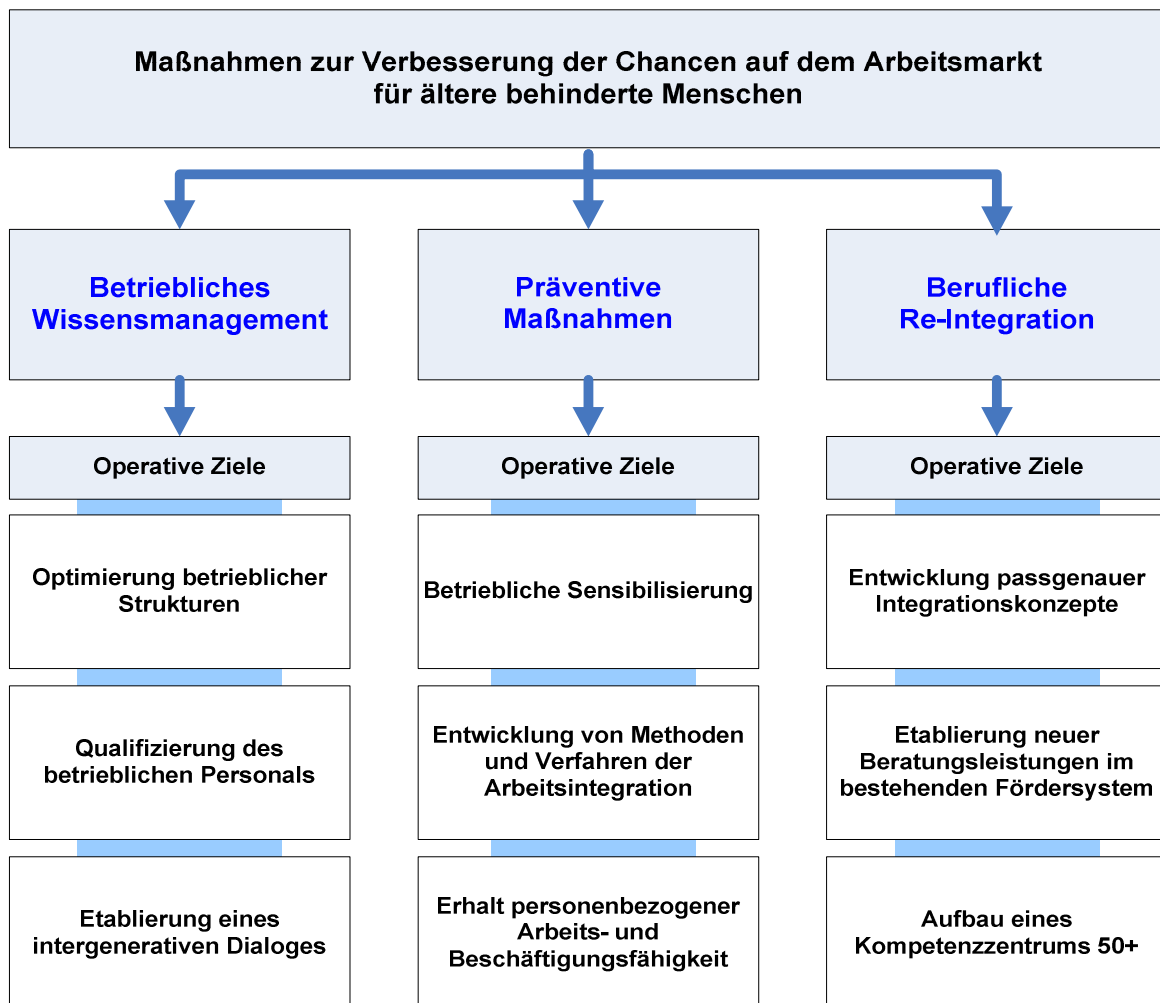 Maßnahmen zur Verbesserung der Chancen auf dem Arbeitsmarkt
für ältere behinderte Menschen
Betriebliches
Wissensmanagement
Präventive
Maßnahmen
Berufliche
Re-Integration
Operative Ziele
Operative Ziele
Operative Ziele
Optimierung betrieblicher
Strukturen
Betriebliche Sensibilisierung
Entwicklung passgenauer
Integrationskonzepte
Qualifizierung des
betrieblichen Personals
Entwicklung von Methoden
und Verfahren der
Arbeitsintegration
Etablierung neuer
Beratungsleistungen im
bestehenden Fördersystem
Etablierung eines
intergenerativen Dialoges
Erhalt personenbezogener
Arbeits- und
Beschäftigungsfähigkeit
Aufbau eines
Kompetenzzentrums 50+